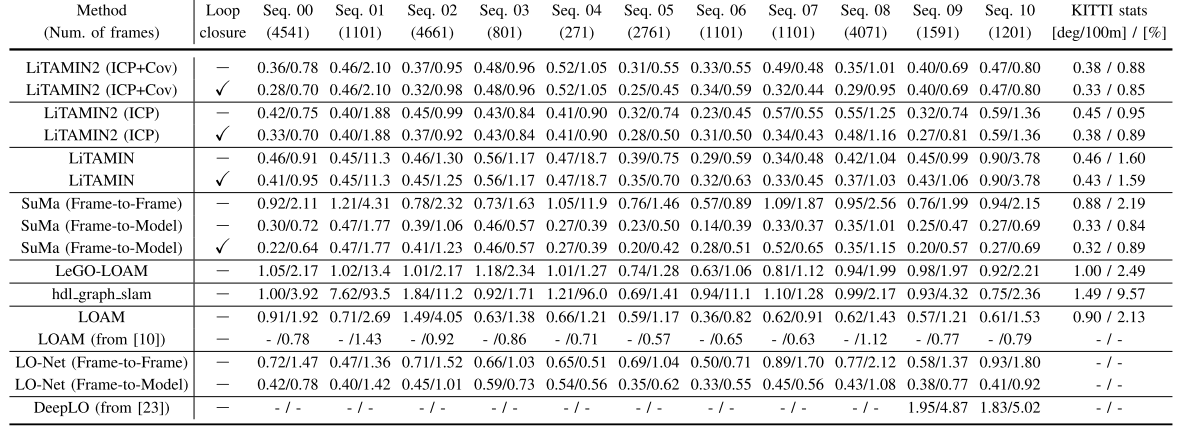 Method Loop Seq. 00 Seq. 01 Seq. 02 Seq. 03 Seq. 04 Seq. 05 Seq. 06 Seq. 07 Seq. 08 Seq. 09 Seq. 10 KITTI stats
(Num. of frames) closure (4541) (1101) (4661) (801) (271) (2761) (1101) (1101) (4071) (1591) (1201) [deg/100m] / [%]
LiTAMIN2 (ICP+Cov) — 0.36/0.78 0.46/2.10 0.37/0.95 0.48/0.96 0.52/1.05 0.31/0.55 0.33/0.55 0.49/0.48 0.35/1.01 0.40/0.69 0.47/0.80 0.38 / 0.88
LiTAMIN2 (ICP+Cov) ✓ 0.28/0.70 0.46/2.10 0.32/0.98 0.48/0.96 0.52/1.05 0.25/0.45 0.34/0.59 0.32/0.44 0.29/0.95 0.40/0.69 0.47/0.80 0.33 / 0.85
LiTAMIN2 (ICP) — 0.42/0.75 0.40/1.88 0.45/0.99 0.43/0.84 0.41/0.90 0.32/0.74 0.23/0.45 0.57/0.55 0.55/1.25 0.32/0.74 0.59/1.36 0.45 / 0.95
LiTAMIN2 (ICP) ✓ 0.33/0.70 0.40/1.88 0.37/0.92 0.43/0.84 0.41/0.90 0.28/0.50 0.31/0.50 0.34/0.43 0.48/1.16 0.27/0.81 0.59/1.36 0.38 / 0.89
LiTAMIN — 0.46/0.91 0.45/11.3 0.46/1.30 0.56/1.17 0.47/18.7 0.39/0.75 0.29/0.59 0.34/0.48 0.42/1.04 0.45/0.99 0.90/3.78 0.46 / 1.60
LiTAMIN ✓ 0.41/0.95 0.45/11.3 0.45/1.25 0.56/1.17 0.47/18.7 0.35/0.70 0.32/0.63 0.33/0.45 0.37/1.03 0.43/1.06 0.90/3.78 0.43 / 1.59
SuMa (Frame-to-Frame) — 0.92/2.11 1.21/4.31 0.78/2.32 0.73/1.63 1.05/11.9 0.76/1.46 0.57/0.89 1.09/1.87 0.95/2.56 0.76/1.99 0.94/2.15 0.88 / 2.19
SuMa (Frame-to-Model) — 0.30/0.72 0.47/1.77 0.39/1.06 0.46/0.57 0.27/0.39 0.23/0.50 0.14/0.39 0.33/0.37 0.35/1.01 0.25/0.47 0.27/0.69 0.33 / 0.84
SuMa (Frame-to-Model) ✓ 0.22/0.64 0.47/1.77 0.41/1.23 0.46/0.57 0.27/0.39 0.20/0.42 0.28/0.51 0.52/0.65 0.35/1.15 0.20/0.57 0.27/0.69 0.32 / 0.89
LeGO-LOAM — 1.05/2.17 1.02/13.4 1.01/2.17 1.18/2.34 1.01/1.27 0.74/1.28 0.63/1.06 0.81/1.12 0.94/1.99 0.98/1.97 0.92/2.21 1.00 / 2.49
hdl_graph_slam — 1.00/3.92 7.62/93.5 1.84/11.2 0.92/1.71 1.21/96.0 0.69/1.41 0.94/11.1 1.10/1.28 0.99/2.17 0.93/4.32 0.75/2.36 1.49 / 9.57
LOAM — 0.91/1.92 0.71/2.69 1.49/4.05 0.63/1.38 0.66/1.21 0.59/1.17 0.36/0.82 0.62/0.91 0.62/1.43 0.57/1.21 0.61/1.53 0.90 / 2.13
LOAM (from [10]) — - /0.78 - /1.43 - /0.92 - /0.86 - /0.71 - /0.57 - /0.65 - /0.63 - /1.12 - /0.77 - /0.79 - / -
LO-Net (Frame-to-Frame) — 0.72/1.47 0.47/1.36 0.71/1.52 0.66/1.03 0.65/0.51 0.69/1.04 0.50/0.71 0.89/1.70 0.77/2.12 0.58/1.37 0.93/1.80 - / -
LO-Net (Frame-to-Model) — 0.42/0.78 0.40/1.42 0.45/1.01 0.59/0.73 0.54/0.56 0.35/0.62 0.33/0.55 0.45/0.56 0.43/1.08 0.38/0.77 0.41/0.92 - / -
DeepLO (from [23]) — - / - - / - - / - - / - - / - - / - - / - - / - - / - 1.95/4.87 1.83/5.02 - / -